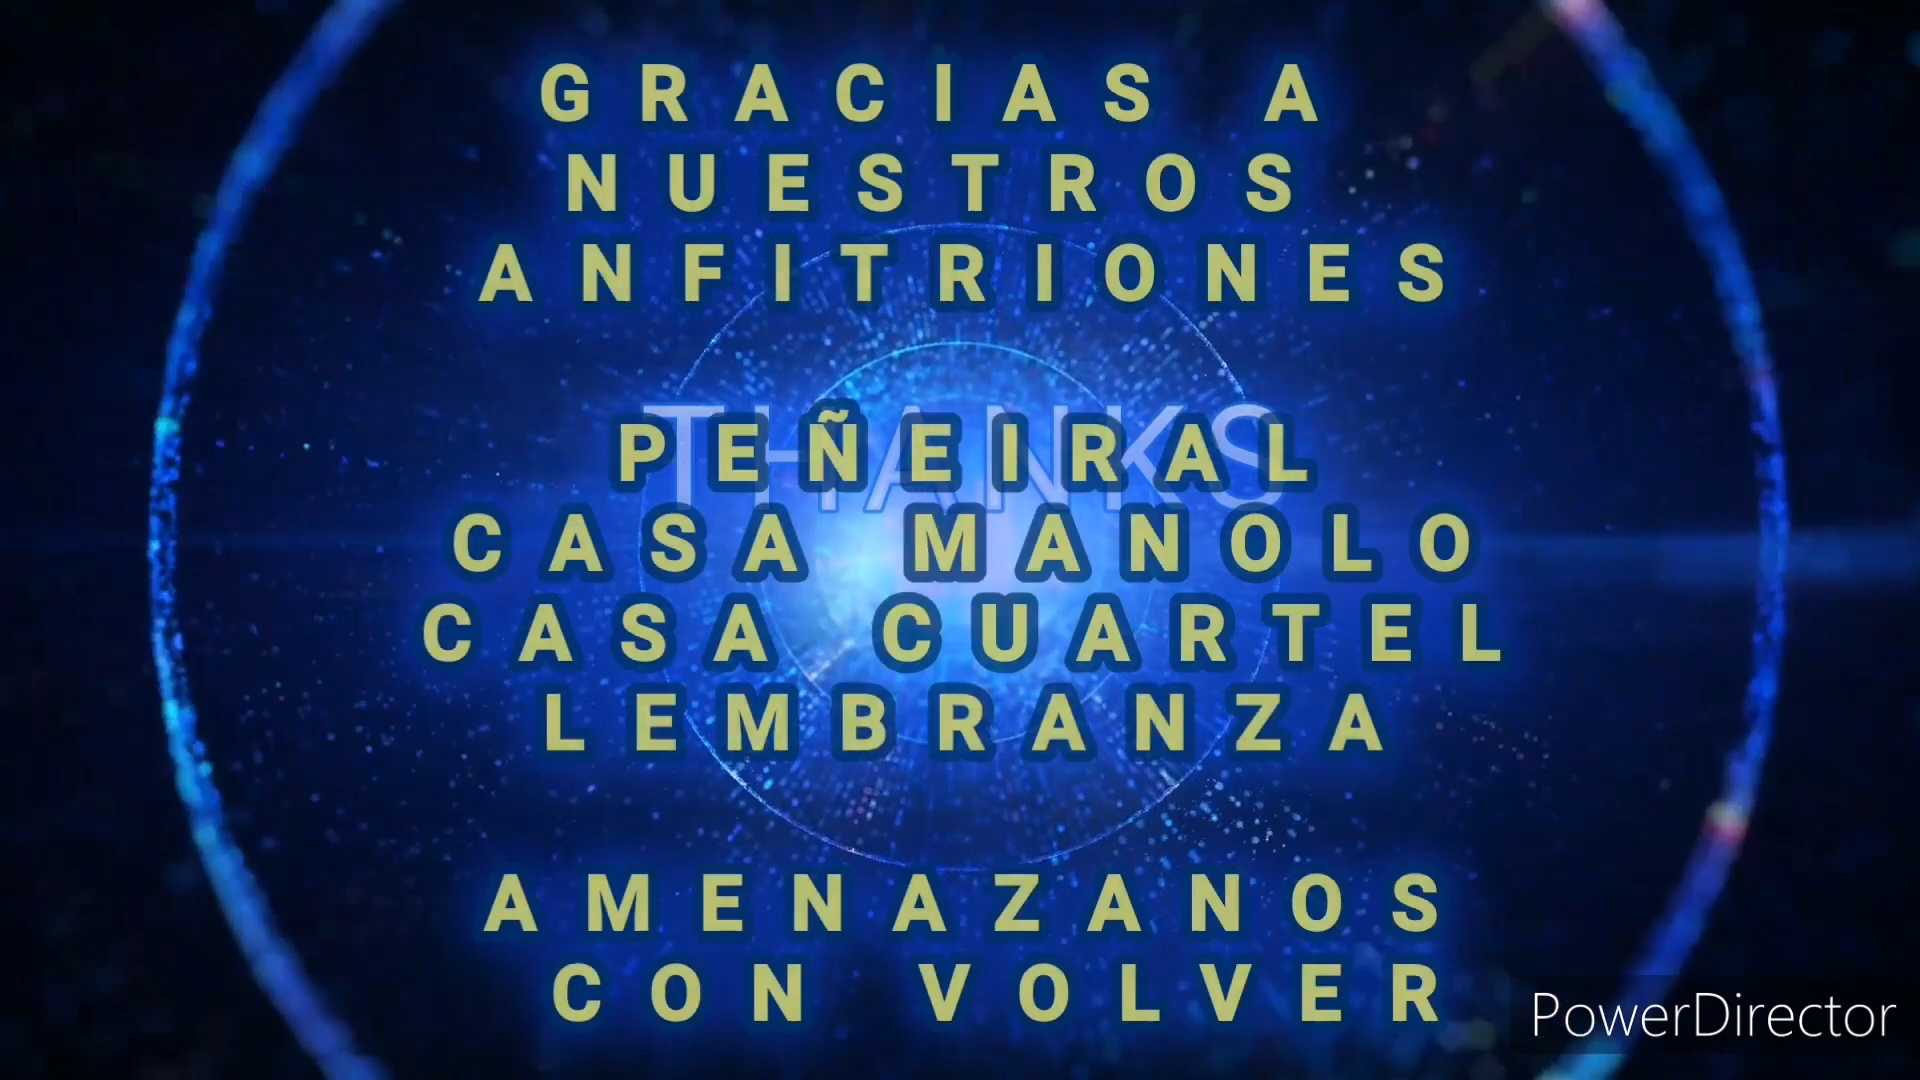 GRACIAS A
NUESTROS
ANFITRIONES
THANKS
PEÑEIRAL
CASA MANOLO
CASA CUARTEL
LEMBRANZA
AMENAZANOS
CON VOLVER
PowerDirector